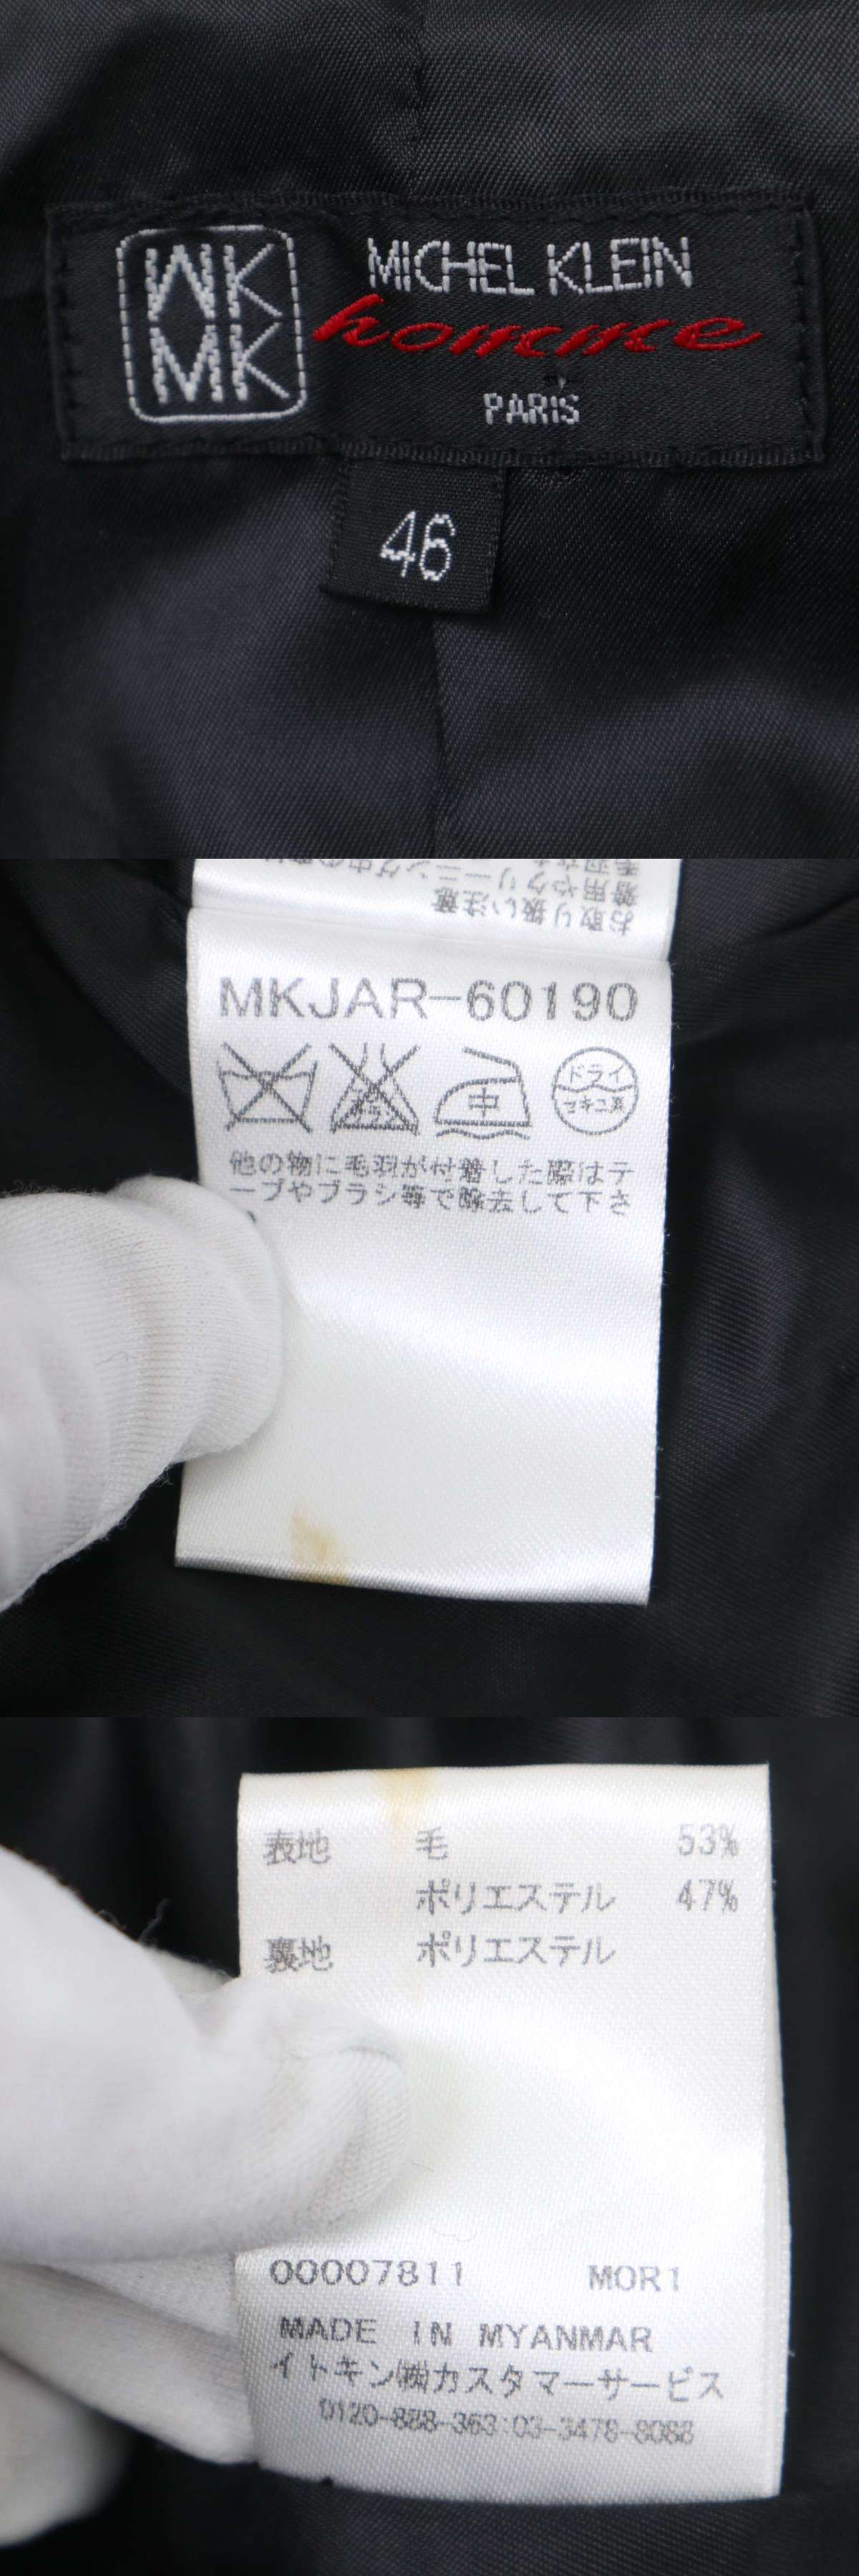 MK
MK
MICHEL KLEIN
homme
PARIS
46
お取り扱い注意
MKJAR-60190
中
ドライ
セキユ系
他の物に毛羽が付着した際はテ
ープやブラシ等で除去して下さ
表地 毛 53%
ポリエステル 47%
裏地 ポリエステル
00007811 MOR1
MADE IN MYANMAR
イトキン㈱カスタマーサービス
0120-888-363:03-3478-8088